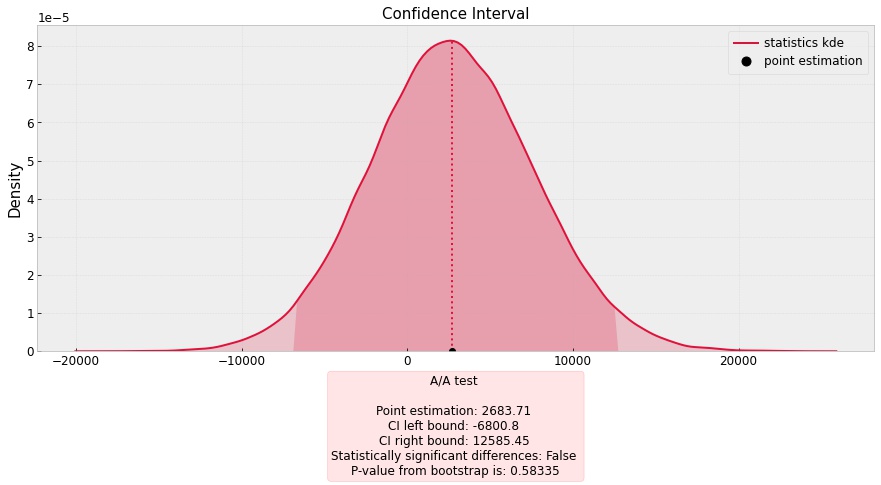 Confidence Interval
1e−5
statistics kde
point estimation
8
7
6
5
4
3
2
1
0
Density
−20000
−10000
0
10000
20000
A/A test
Point estimation: 2683.71
CI left bound: -6800.8
CI right bound: 12585.45
Statistically significant differences: False
P-value from bootstrap is: 0.58335